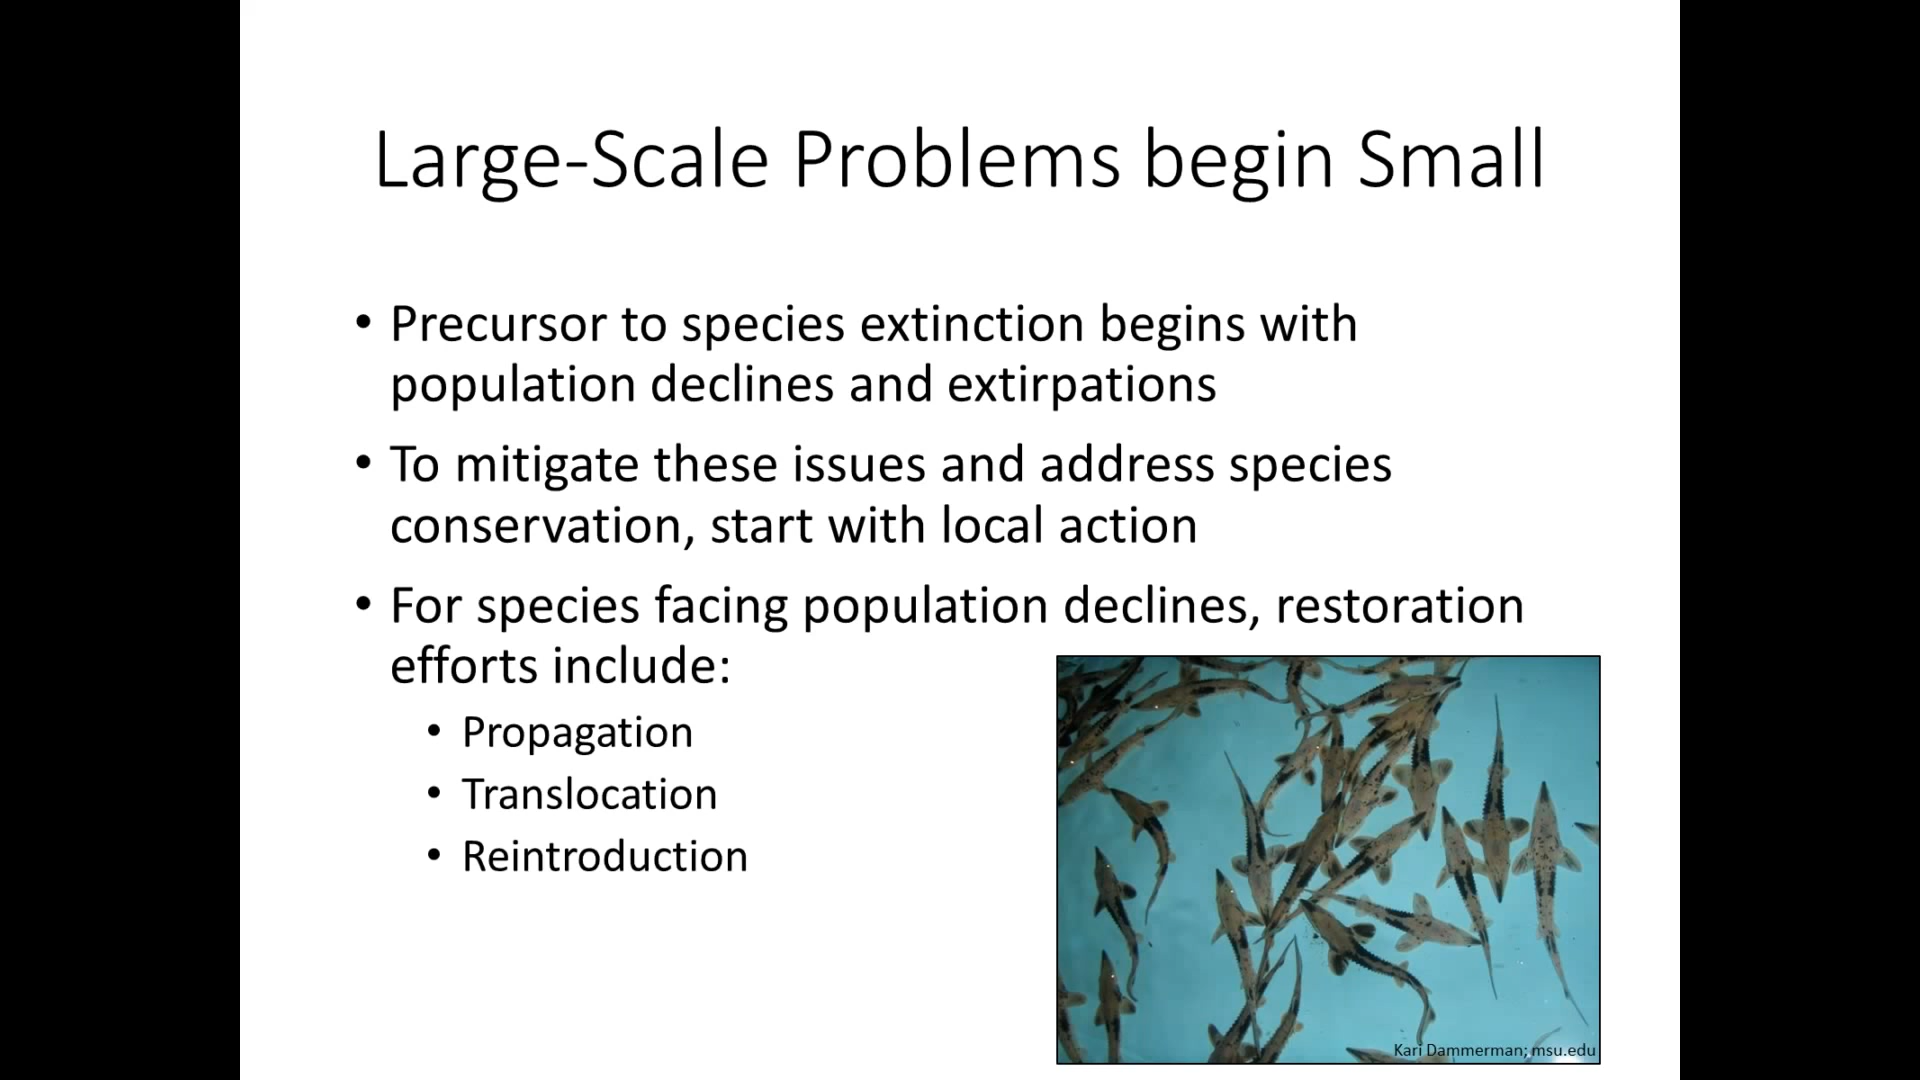 Large-Scale Problems begin Small
• Precursor to species extinction begins with
population declines and extirpations
• To mitigate these issues and address species
conservation, start with local action
• For species facing population declines, restoration
efforts include:
• Propagation
• Translocation
• Reintroduction
Kari Dammerman; msu.edu